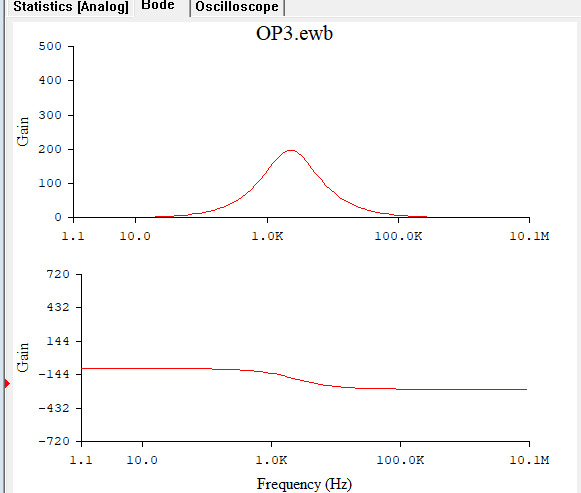 Statistics [Analog] Bode Oscilloscope
OP3.ewb
500
400
300
200
100
0
Gain
1.1 10.0 1.0K 100.0K 10.1M
720
432
144
-144
-432
-720
Gain
1.1 10.0 1.0K 100.0K 10.1M
Frequency (Hz)